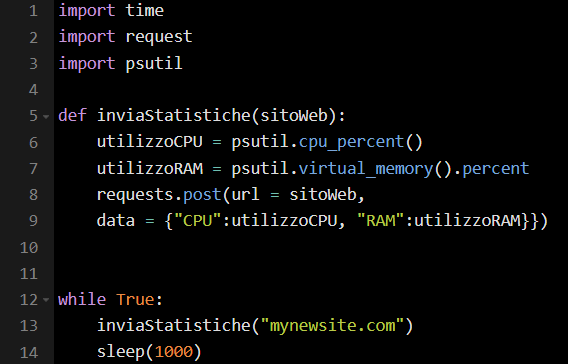 1 import time
2 import request
3 import psutil
4
5 def inviaStatistiche(sitoWeb):
6     utilizzoCPU = psutil.cpu_percent()
7     utilizzoRAM = psutil.virtual_memory().percent
8     requests.post(url = sitoWeb,
9     data = {"CPU":utilizzoCPU, "RAM":utilizzoRAM}})
10
11
12 while True:
13     inviaStatistiche("mynewsite.com")
14     sleep(1000)